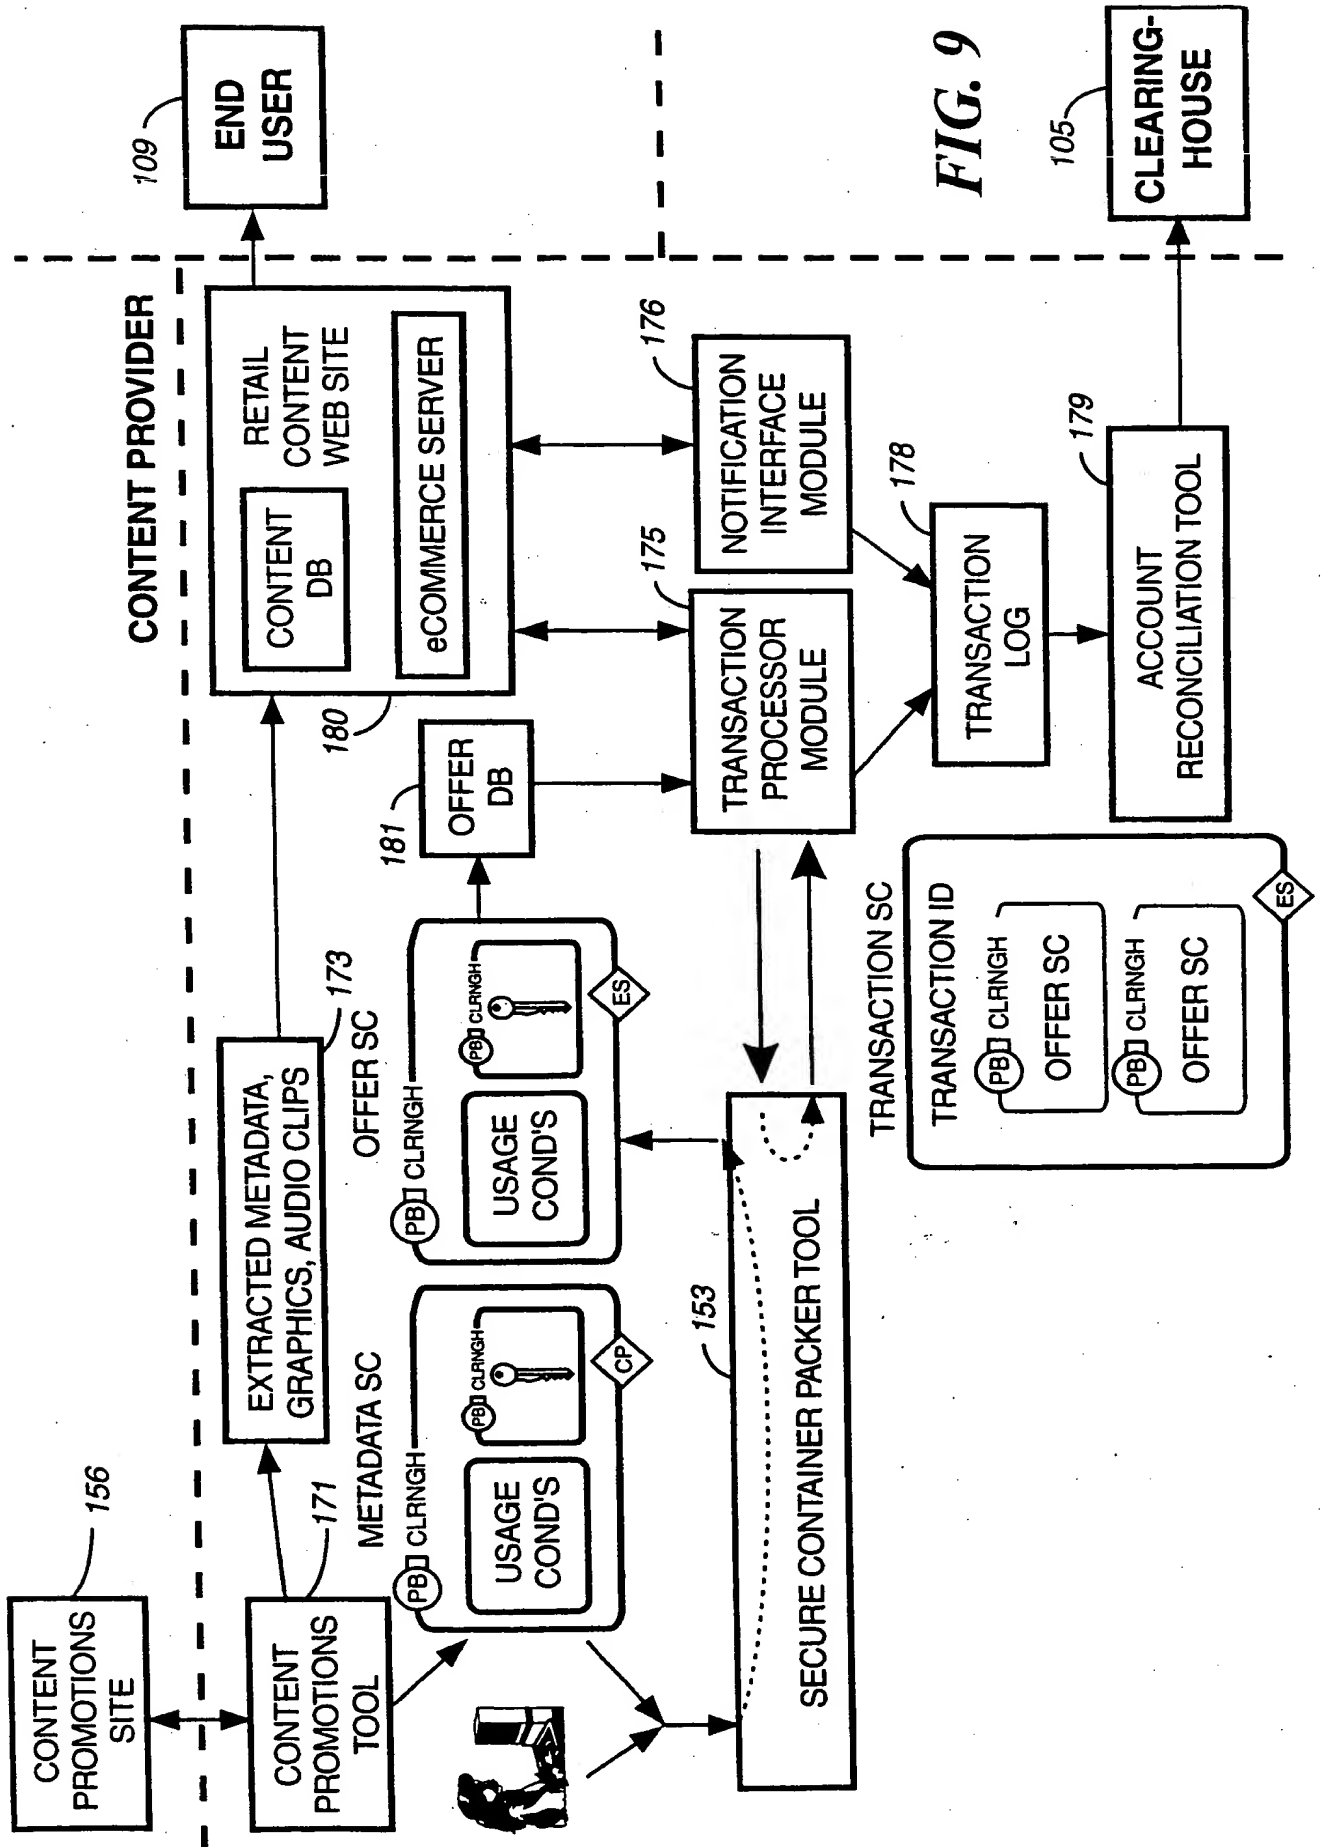 CONTENT
PROMOTIONS
SITE
156
CONTENT PROVIDER
109
END
USER
CONTENT
PROMOTIONS
TOOL
171
EXTRACTED METADATA,
GRAPHICS, AUDIO CLIPS
173
CONTENT
DB
RETAIL
CONTENT
WEB SITE
eCOMMERCE SERVER
180
METADATA SC
PB CLRNGH
USAGE
COND'S
PB CLRNGH
CP
OFFER SC
PB CLRNGH
USAGE
COND'S
PB CLRNGH
ES
181
OFFER
DB
153
SECURE CONTAINER PACKER TOOL
TRANSACTION
PROCESSOR
MODULE
175
NOTIFICATION
INTERFACE
MODULE
176
TRANSACTION SC
TRANSACTION ID
PB CLRNGH
OFFER SC
PB CLRNGH
OFFER SC
ES
TRANSACTION
LOG
178
ACCOUNT
RECONCILIATION TOOL
179
FIG. 9
105
CLEARING-
HOUSE